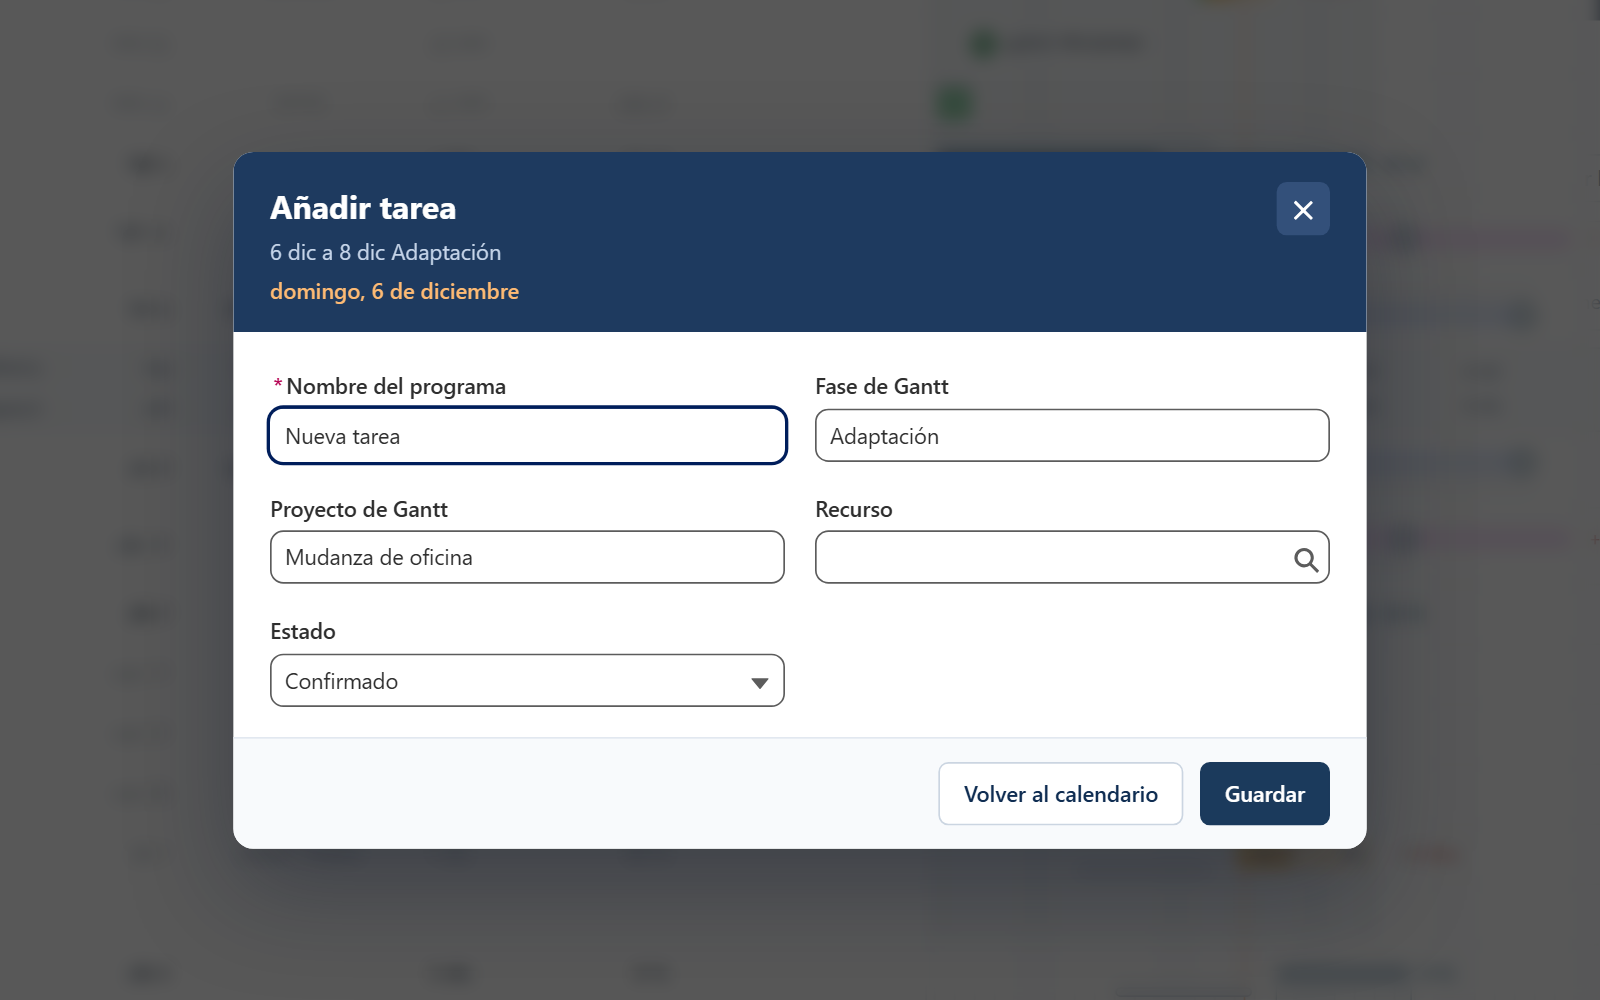 Añadir tarea
6 dic a 8 dic Adaptación
domingo, 6 de diciembre
*Nombre del programa
Nueva tarea
Fase de Gantt
Adaptación
Proyecto de Gantt
Mudanza de oficina
Recurso
Estado
Confirmado
Volver al calendario
Guardar